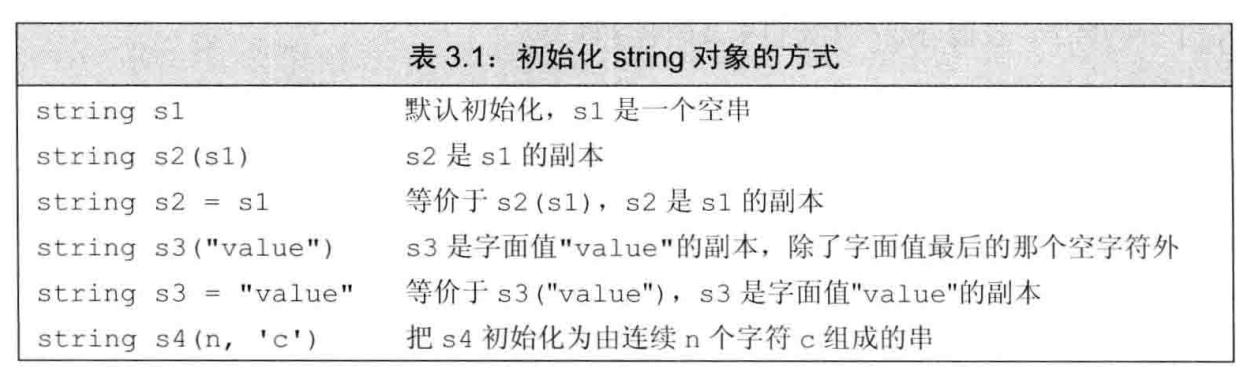 表 3.1：初始化 string 对象的方式
string s1 默认初始化，s1 是一个空串
string s2(s1) s2 是 s1 的副本
string s2 = s1 等价于 s2(s1)，s2 是 s1 的副本
string s3("value") s3 是字面值"value"的副本，除了字面值最后的那个空字符外
string s3 = "value" 等价于 s3("value")，s3 是字面值"value"的副本
string s4(n, 'c') 把 s4 初始化为由连续 n 个字符 c 组成的串